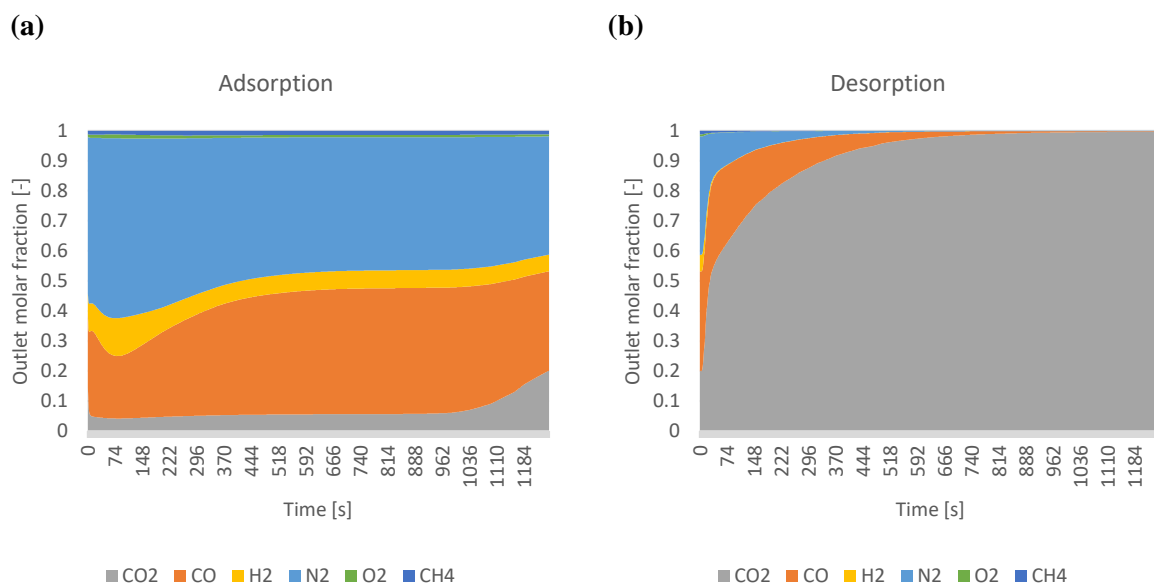 (a)
Adsorption
Outlet molar fraction [-]
1
0.9
0.8
0.7
0.6
0.5
0.4
0.3
0.2
0.1
0
0 74 148 222 296 370 444 518 592 666 740 814 888 962 1036 1110 1184
Time [s]
CO2 CO H2 N2 O2 CH4
(b)
Desorption
Outlet molar fraction [-]
1
0.9
0.8
0.7
0.6
0.5
0.4
0.3
0.2
0.1
0
0 74 148 222 296 370 444 518 592 666 740 814 888 962 1036 1110 1184
Time [s]
CO2 CO H2 N2 O2 CH4